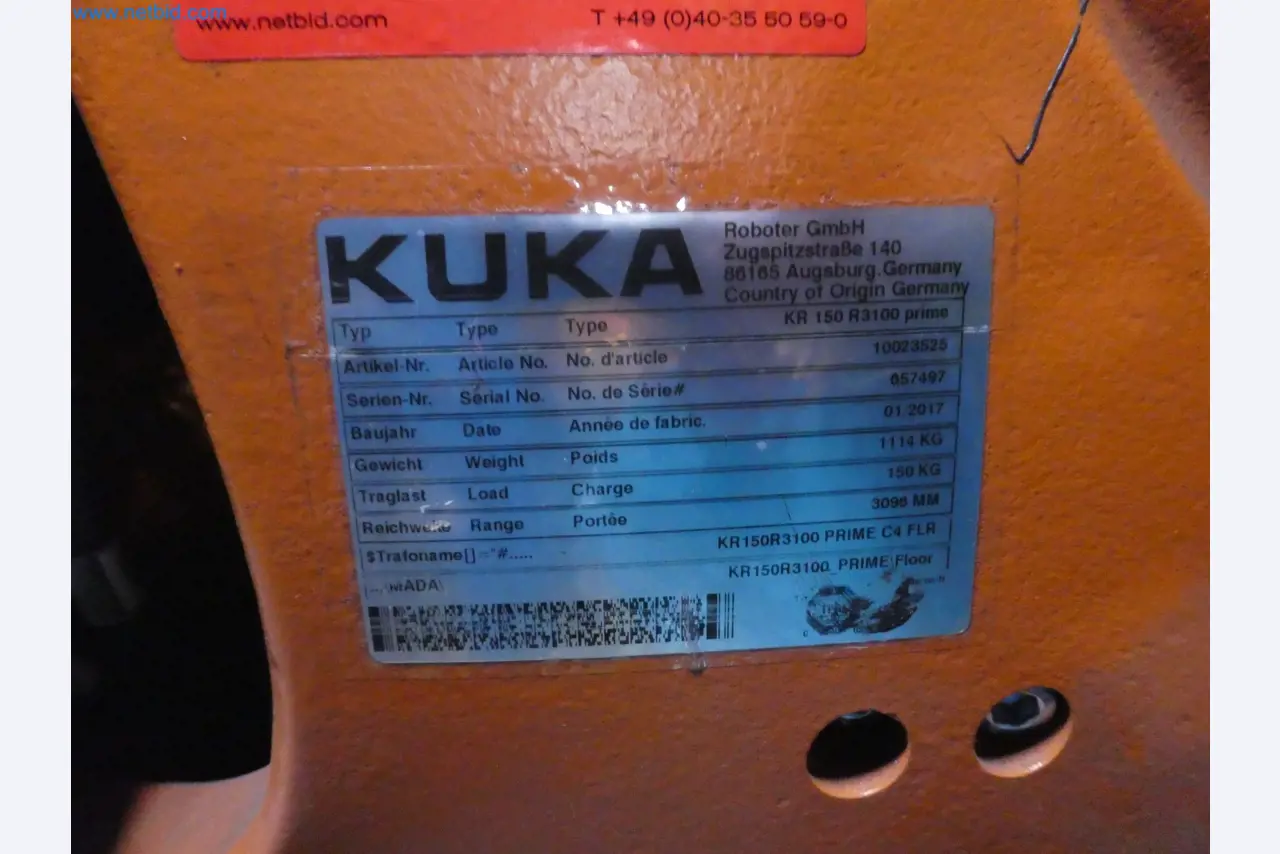 www.netbid.com
www.netbid.com T +49 (0)40-35 50 59-0
KUKA
Roboter GmbH
Zugspitzstraße 140
86165 Augsburg.Germany
Country of Origin Germany
Typ Type Type KR 150 R3100 prime
Artikel-Nr. Article No. No. d'article 10023525
Serien-Nr. Serial No. No. de Série# 657497
Baujahr Date Année de fabric. 01.2017
Gewicht Weight Poids 1114 KG
Traglast Load Charge 150 KG
Reichweite Range Portée 3096 MM
$Trafoname[]="#..... KR150R3100 PRIME C4 FLR
...\MADA\ KR150R3100_PRIME\Floor